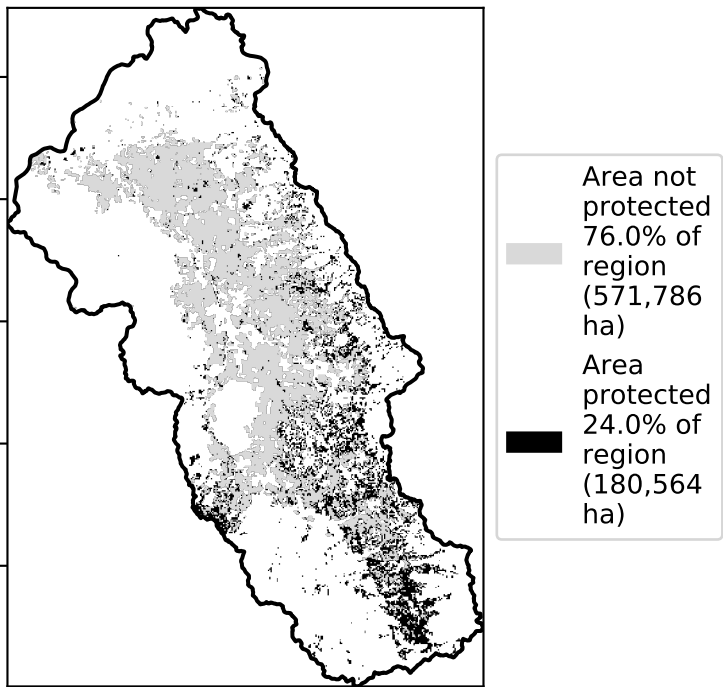 Area not
protected
76.0% of
region
(571,786
ha)
Area
protected
24.0% of
region
(180,564
ha)